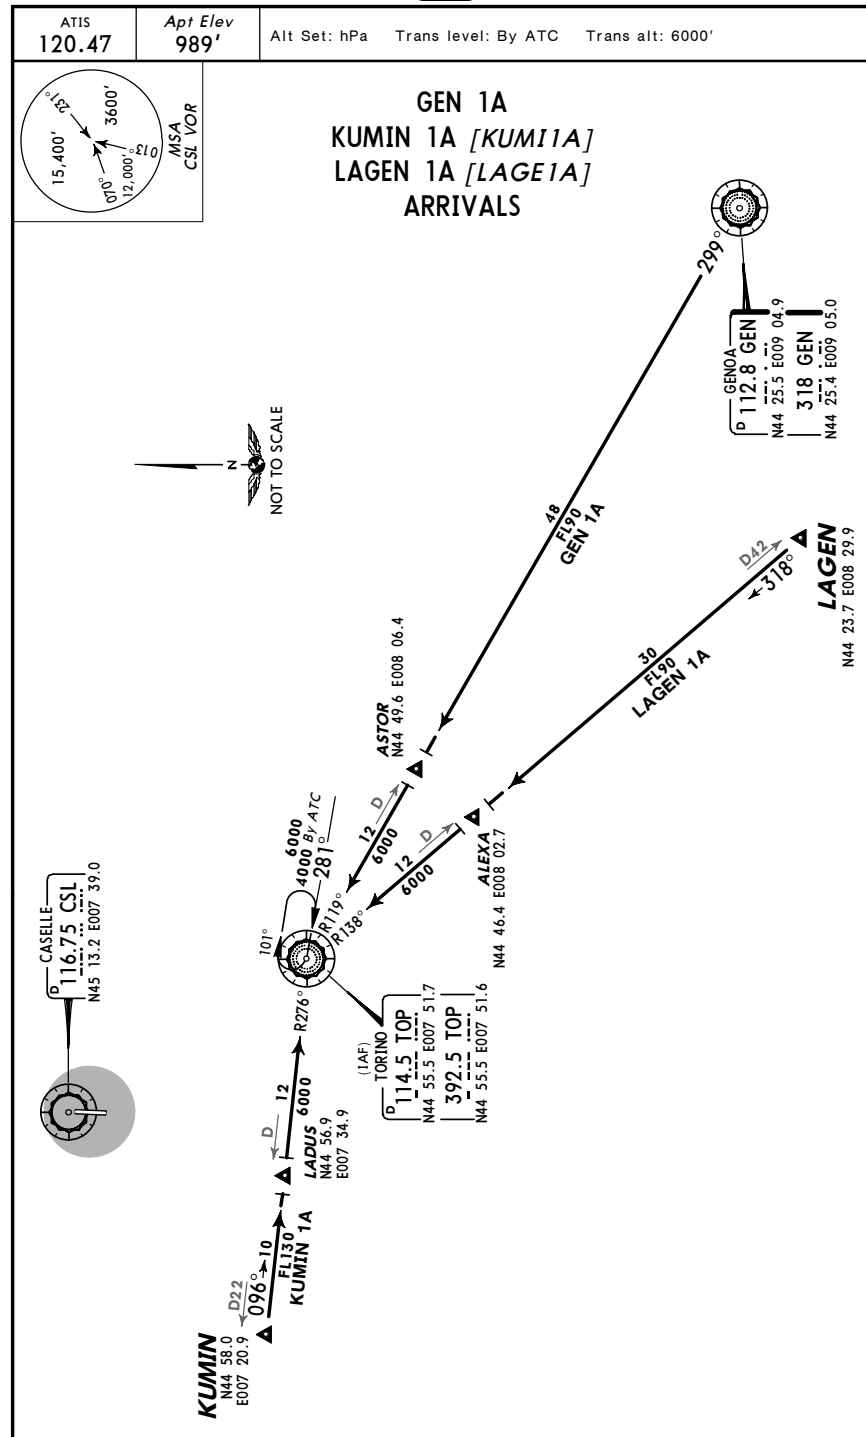 ATIS
120.47
Apt Elev
989'
Alt Set: hPa Trans level: By ATC Trans alt: 6000'
MSA
CSL VOR
231°
3600'
15,400'
013°
12,000'
070°
GEN 1A
KUMIN 1A [KUMI1A]
LAGEN 1A [LAGE1A]
ARRIVALS
299°
GENOA
D 112.8 GEN
N44 25.5 E009 04.9
318 GEN
N44 25.4 E009 05.0
N
NOT TO SCALE
48
FL90
GEN 1A
D42
318°
LAGEN
N44 23.7 E008 29.9
30
FL90
LAGEN 1A
ASTOR
N44 49.6 E008 06.4
D
12
6000
R119°
D
12
6000
R138°
ALEXA
N44 46.4 E008 02.7
6000
4000 By ATC
281°
101°
CASELLE
D 116.75 CSL
N45 13.2 E007 39.0
(IAF)
TORINO
D 114.5 TOP
N44 55.5 E007 51.7
392.5 TOP
N44 55.5 E007 51.6
R276°
D
12
6000
LADUS
N44 56.9
E007 34.9
D22
096°
10
FL130
KUMIN 1A
KUMIN
N44 58.0
E007 20.9